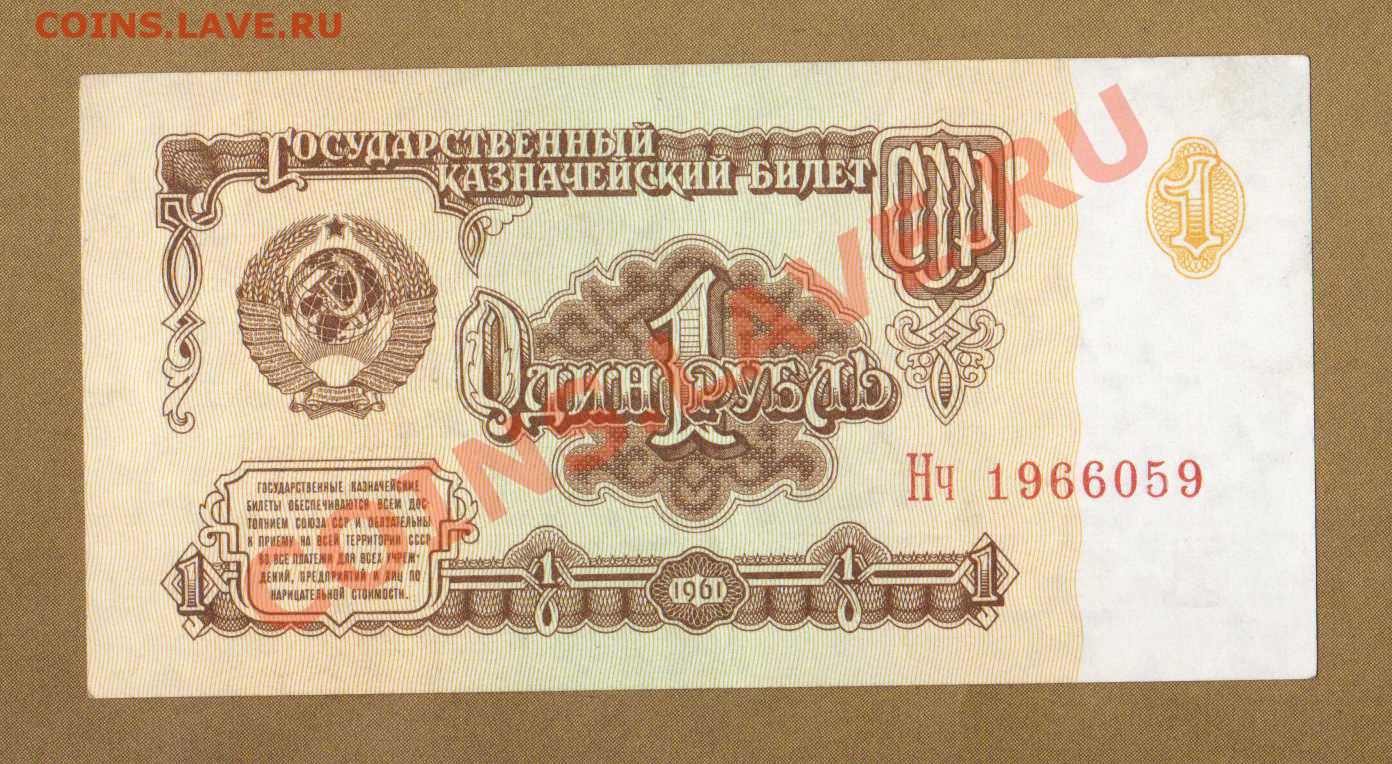 COINS.LAVE.RU
ГОСУДАРСТВЕННЫЙ
КАЗНАЧЕЙСКИЙ БИЛЕТ
СССР
1
ОДИН 1 РУБЛЬ
Нч 1966059
ГОСУДАРСТВЕННЫЕ КАЗНАЧЕЙСКИЕ
БИЛЕТЫ ОБЕСПЕЧИВАЮТСЯ ВСЕМ ДОС-
ТОЯНИЕМ СОЮЗА ССР И ОБЯЗАТЕЛЬНЫ
К ПРИЕМУ НА ВСЕЙ ТЕРРИТОРИИ СССР
ВО ВСЕ ПЛАТЕЖИ ДЛЯ ВСЕХ УЧРЕЖ-
ДЕНИЙ, ПРЕДПРИЯТИЙ И ЛИЦ ПО
НАРИЦАТЕЛЬНОЙ СТОИМОСТИ.
1 1 1961 1 1
COINS.LAVE.RU